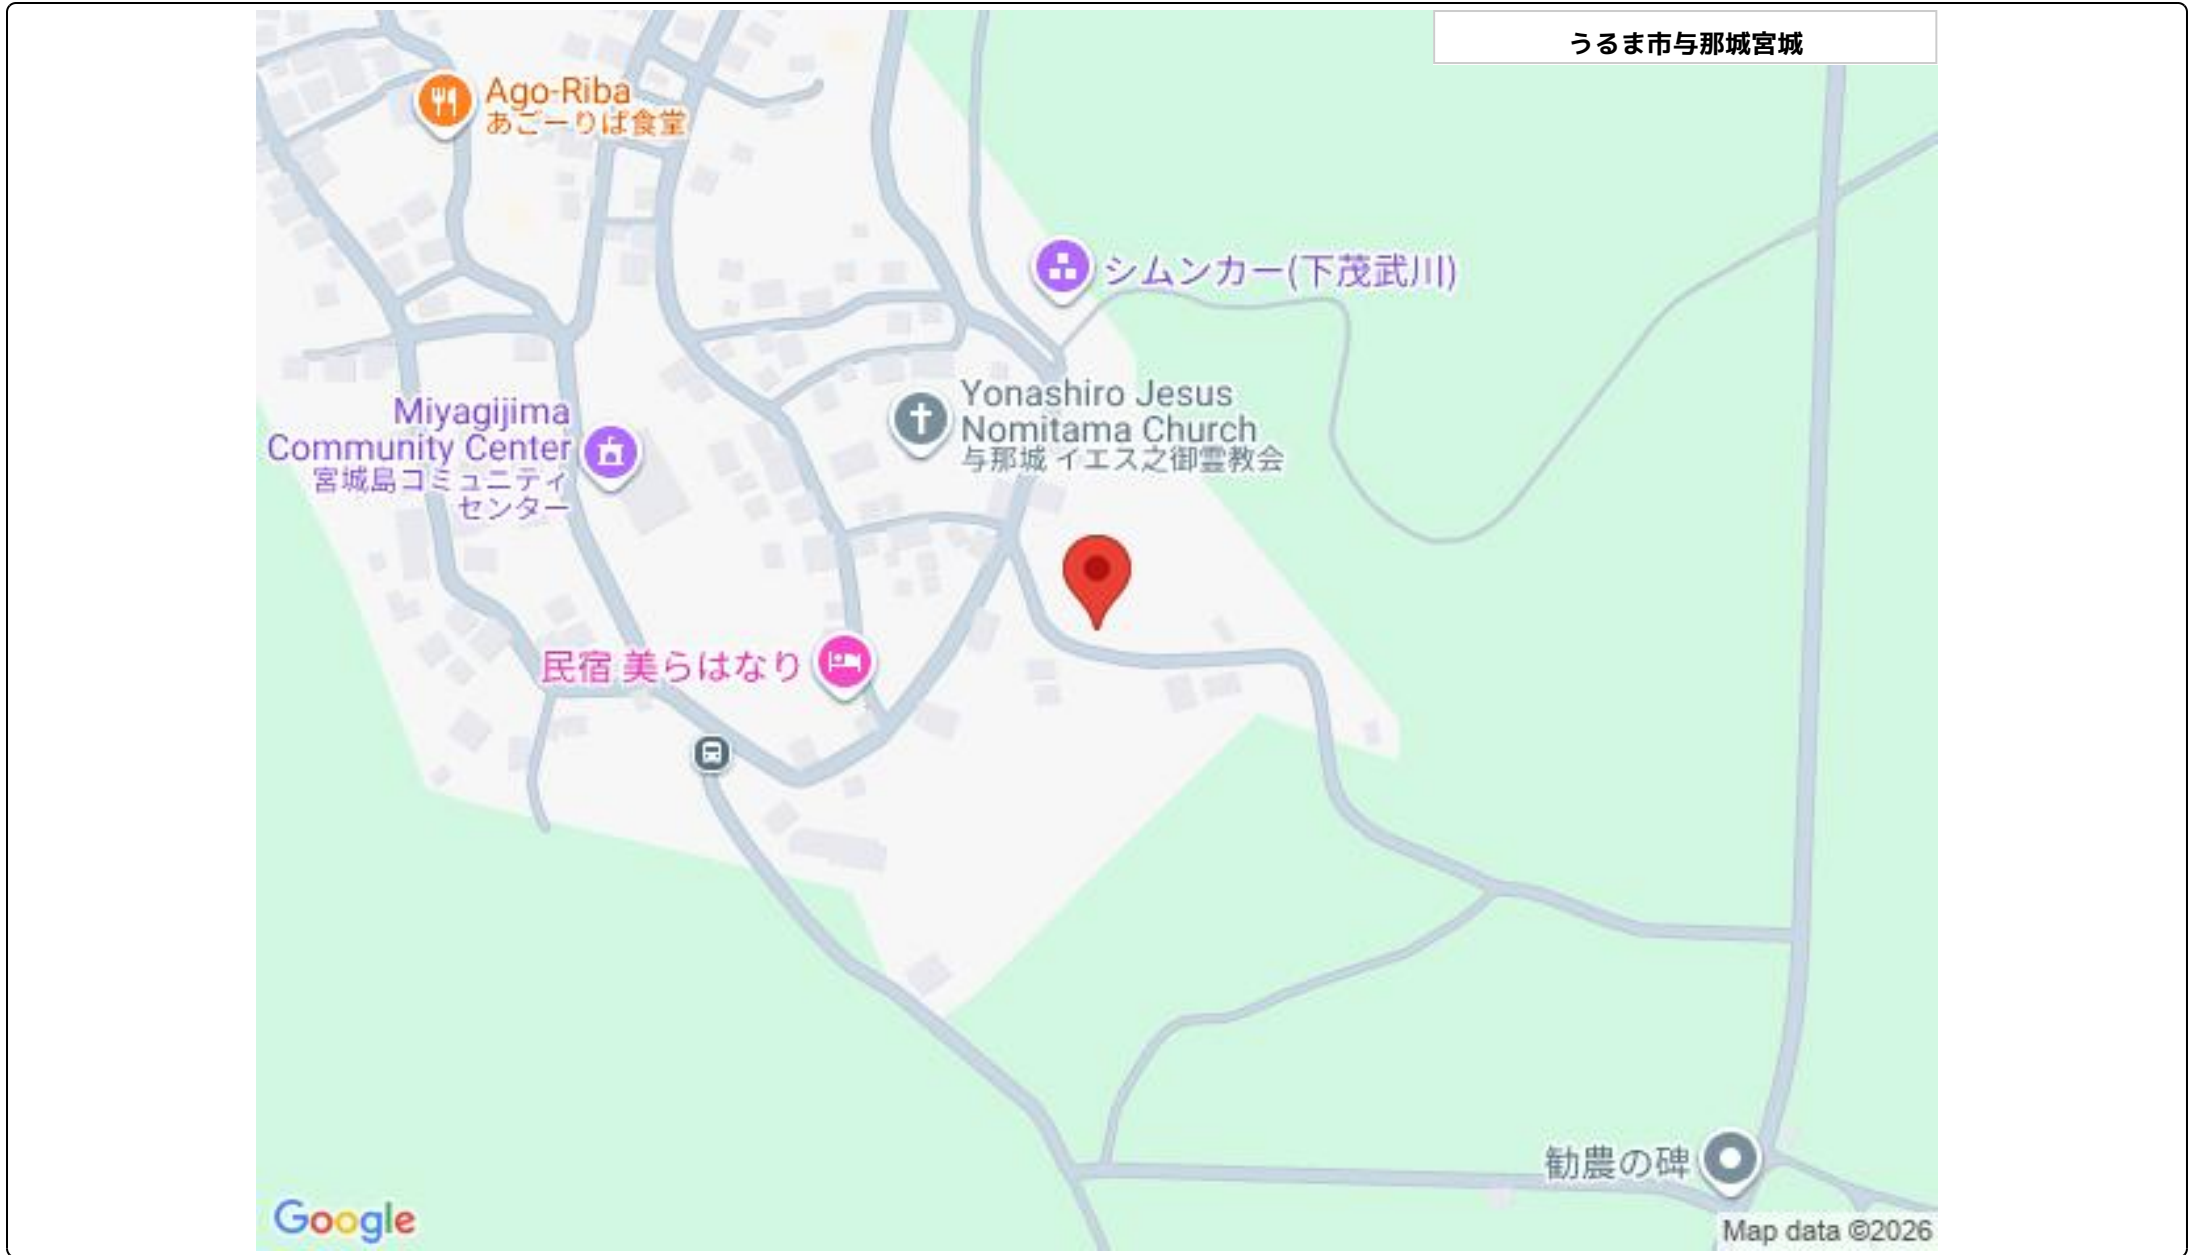 うるま市与那城宮城
Ago-Riba
あごーりば食堂
シムンカー(下茂武川)
Yonashiro Jesus
Nomitama Church
与那城 イエス之御霊教会
Miyagijima
Community Center
宮城島コミュニティ
センター
民宿 美らはなり
勧農の碑
Google
Map data ©2026